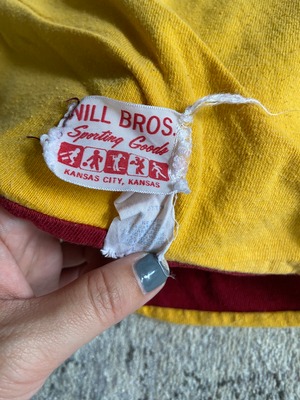 NILL BROS.
Sporting Goods
KANSAS CITY, KANSAS